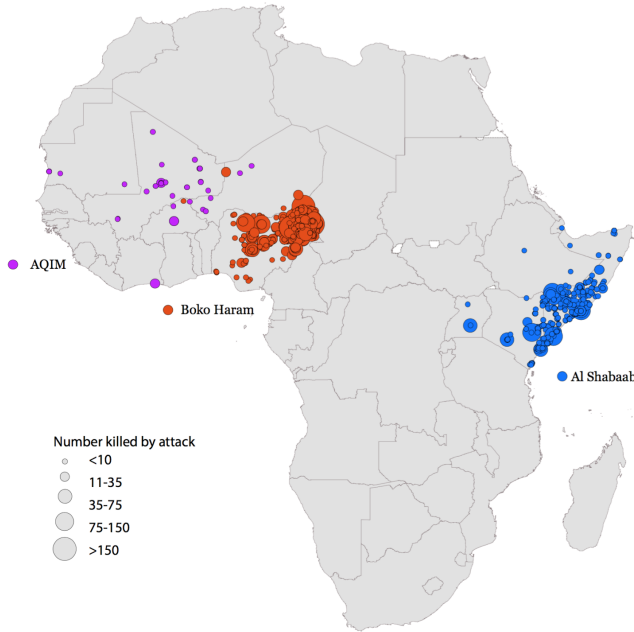 AQIM
Boko Haram
Al Shabaab
Number killed by attack
<10
11-35
35-75
75-150
>150